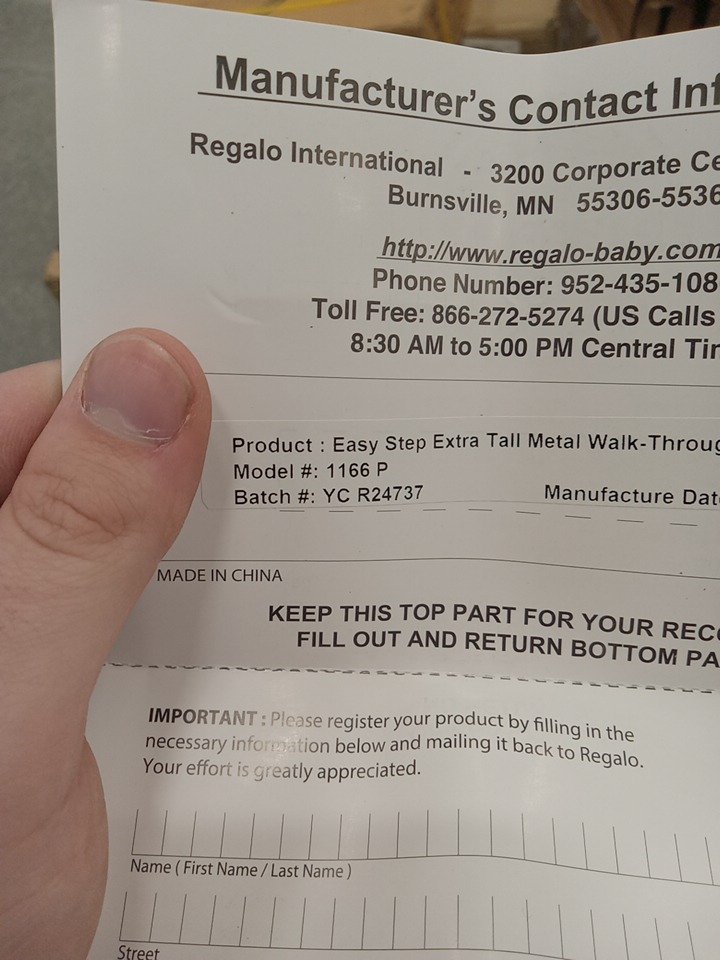 Manufacturer's Contact Inf
Regalo International - 3200 Corporate Ce
Burnsville, MN 55306-5536
http://www.regalo-baby.com
Phone Number: 952-435-108
Toll Free: 866-272-5274 (US Calls
8:30 AM to 5:00 PM Central Tim
Product : Easy Step Extra Tall Metal Walk-Throug
Model #: 1166 P
Batch #: YC R24737 Manufacture Date
MADE IN CHINA
KEEP THIS TOP PART FOR YOUR RECO
FILL OUT AND RETURN BOTTOM PA
IMPORTANT : Please register your product by filling in the
necessary information below and mailing it back to Regalo.
Your effort is greatly appreciated.
Name ( First Name / Last Name )
Street